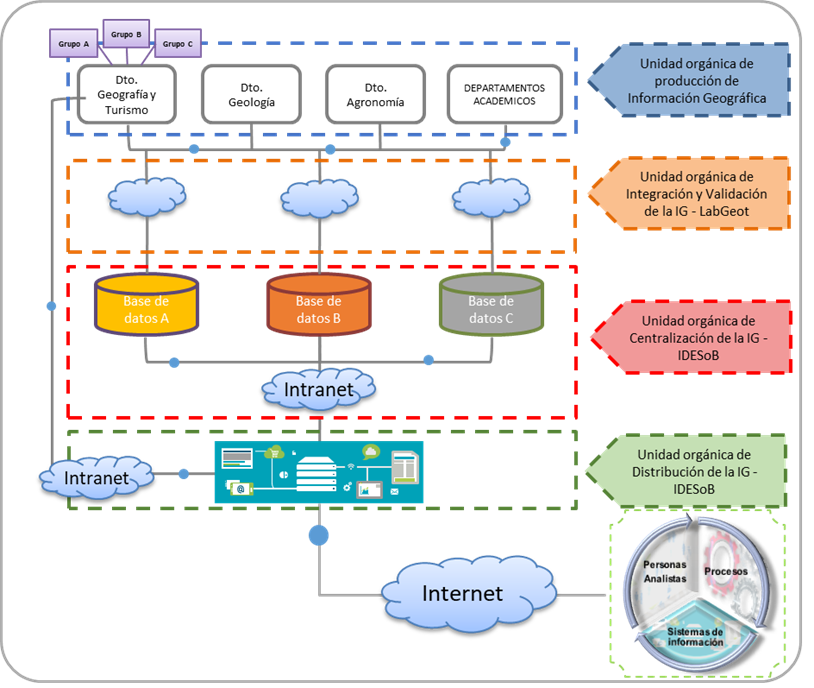 Grupo A
Grupo B
Grupo C
Dto.
Geografía y
Turismo
Dto.
Geología
Dto.
Agronomía
DEPARTAMENTOS
ACADEMICOS
Unidad orgánica de
producción de
Información Geográfica
Unidad orgánica de
Integración y Validación
de la IG - LabGeot
Base de
datos A
Base de
datos B
Base de
datos C
Unidad orgánica de
Centralización de la IG -
IDESoB
Intranet
Unidad orgánica de
Distribución de la IG -
IDESoB
Intranet
@
Internet
Personas
Analistas
Procesos
Sistemas de
información